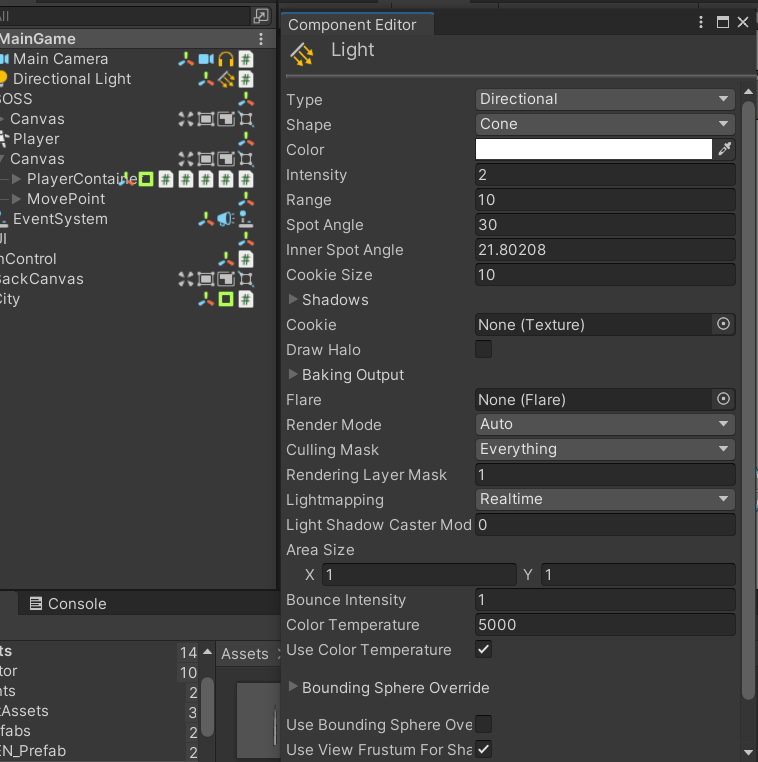 All
MainGame
Main Camera
Directional Light
BOSS
Canvas
Player
Canvas
PlayerContaine
MovePoint
EventSystem
UI
nControl
BackCanvas
City
Console
ts
14
tor
10
nts
2
tAssets
3
fabs
2
EN_Prefab
2
Assets
Component Editor
Light
Type Directional
Shape Cone
Color
Intensity 2
Range 10
Spot Angle 30
Inner Spot Angle 21.80208
Cookie Size 10
Shadows
Cookie None (Texture)
Draw Halo
Baking Output
Flare None (Flare)
Render Mode Auto
Culling Mask Everything
Rendering Layer Mask 1
Lightmapping Realtime
Light Shadow Caster Mod 0
Area Size
X 1 Y 1
Bounce Intensity 1
Color Temperature 5000
Use Color Temperature
Bounding Sphere Override
Use Bounding Sphere Ove
Use View Frustum For Sha